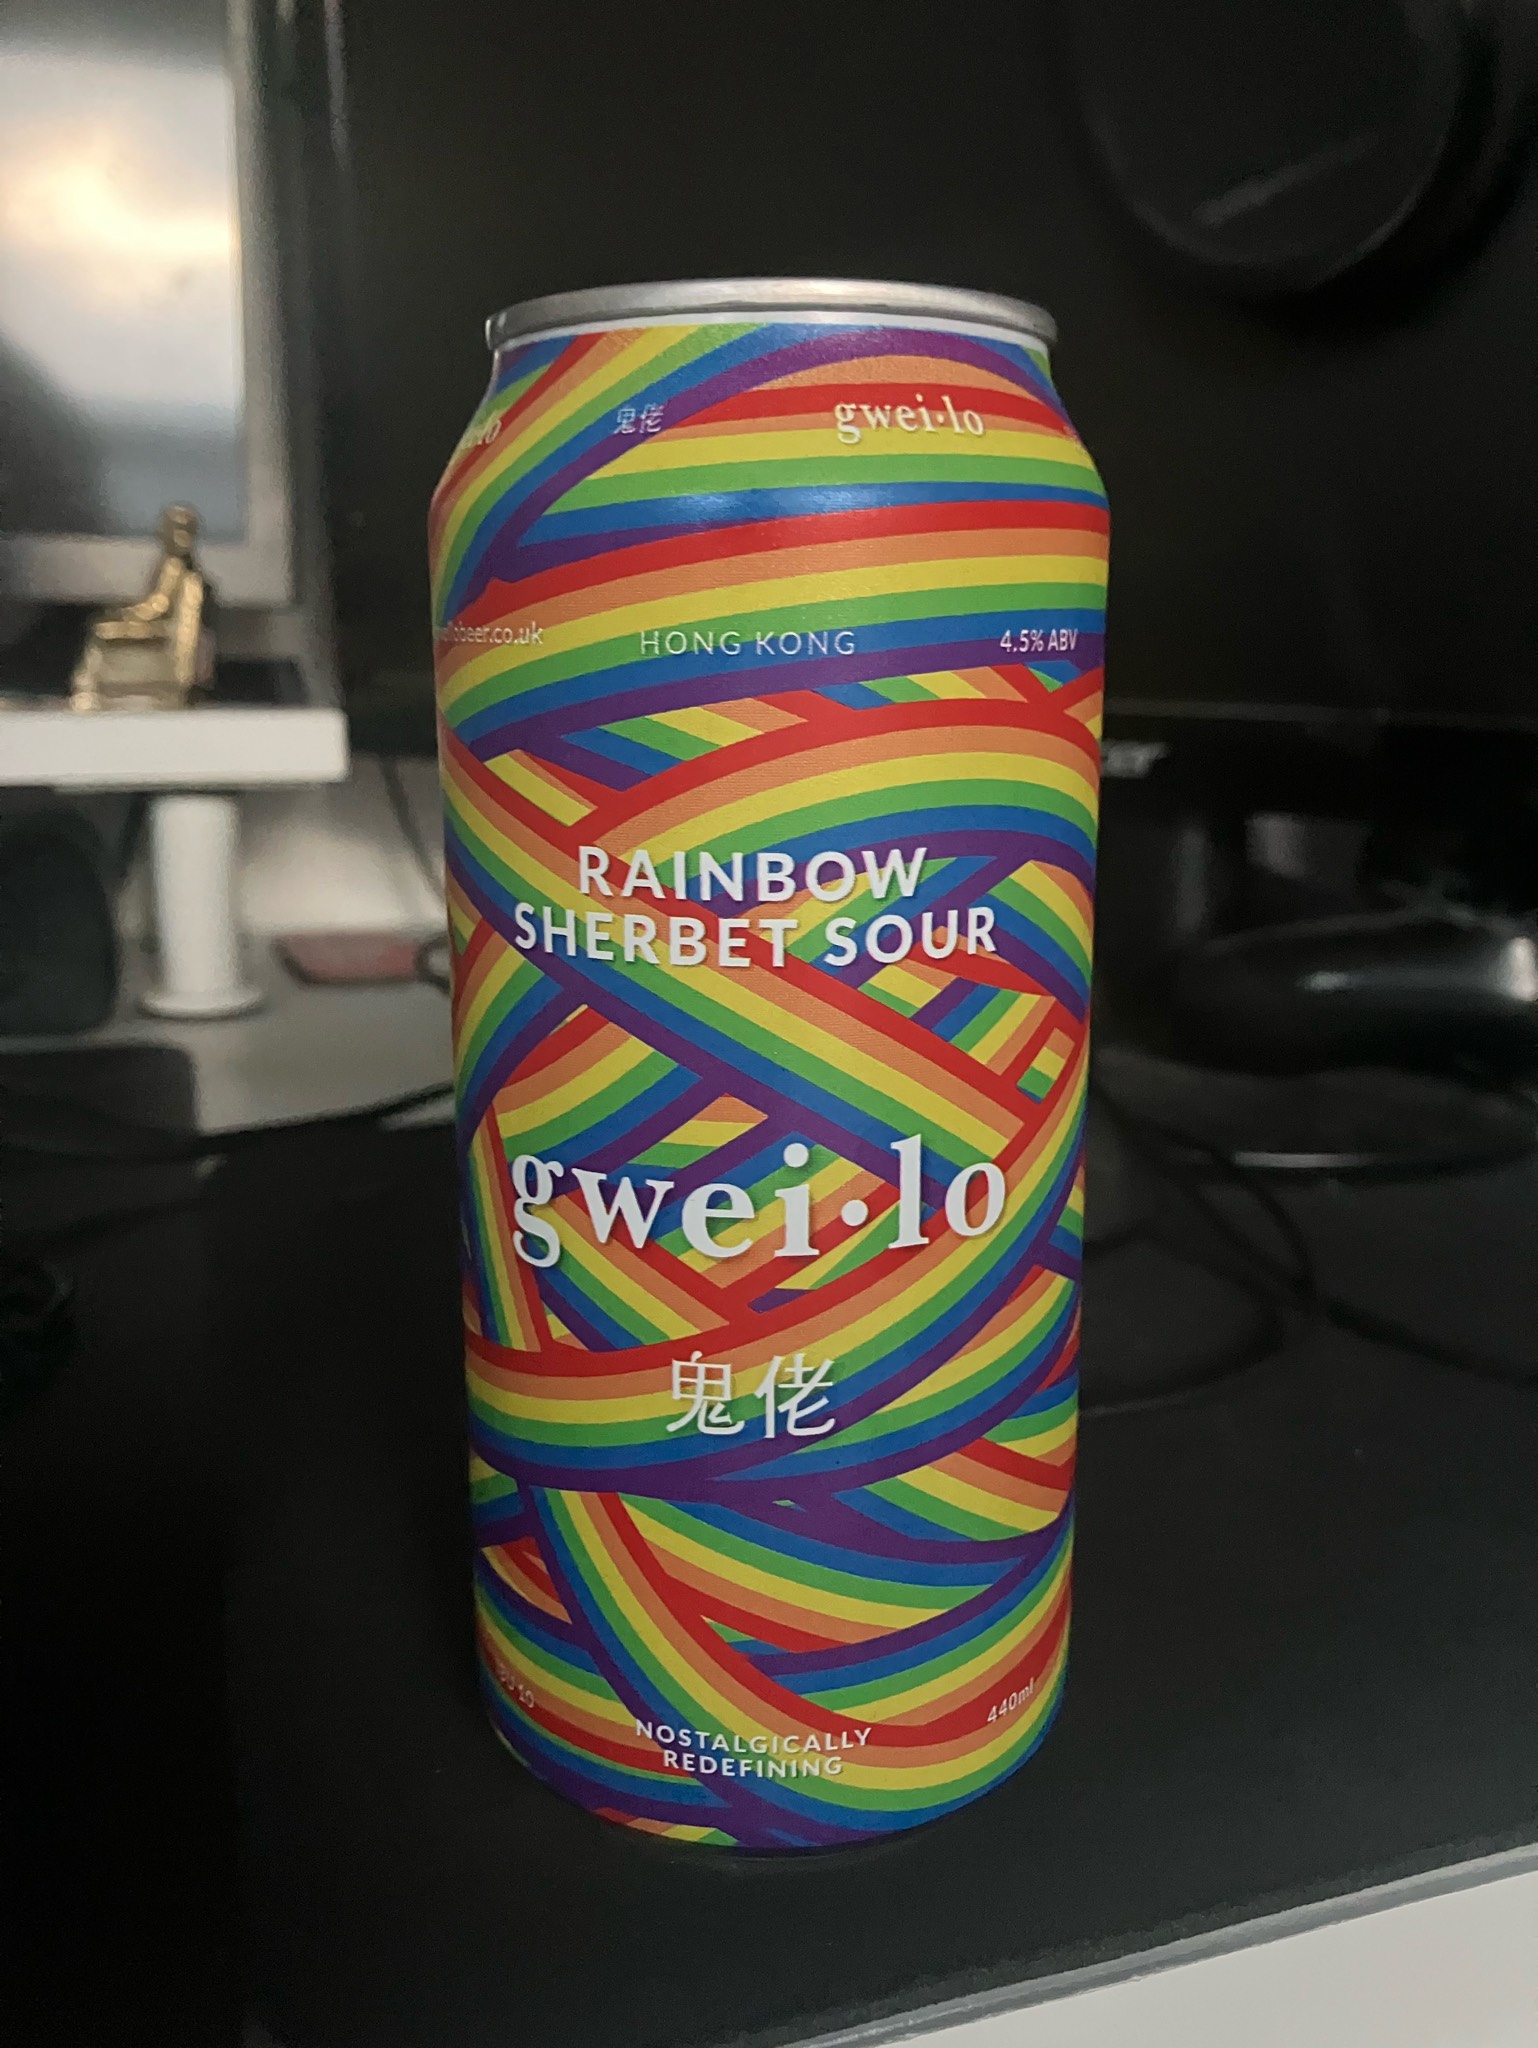 鬼佬
gwei·lo
HONG KONG
4.5% ABV
RAINBOW
SHERBET SOUR
gwei·lo
鬼佬
440ml
NOSTALGICALLY
REDEFINING